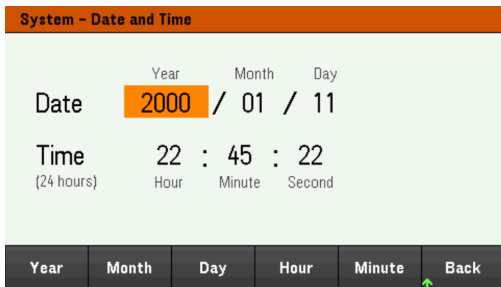 System - Date and Time
Year Month Day
Date 2000 / 01 / 11
Time 22 : 45 : 22
(24 hours) Hour Minute Second
Year Month Day Hour Minute Back